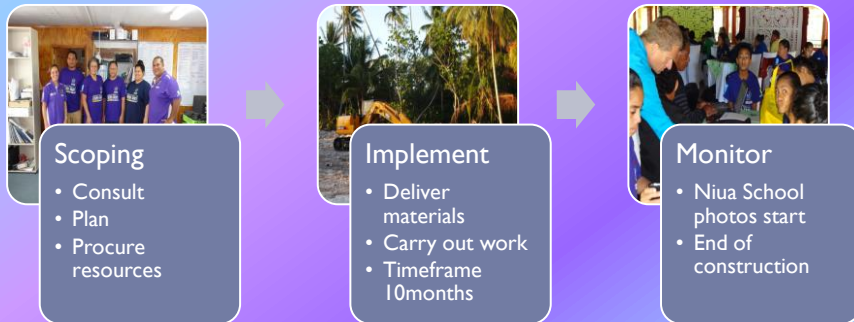 Scoping
• Consult
• Plan
• Procure
resources
Implement
• Deliver
materials
• Carry out work
• Timeframe
10months
Monitor
• Niua School
photos start
• End of
construction